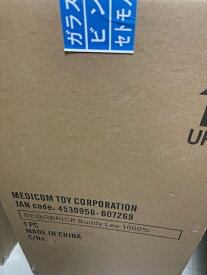 ガラス
ビン
セトモノ
UP
MEDICOM TOY CORPORATION
JAN code: 4530956-607269
BE@RBRICK Buddy Lee 1000%
1 PC
MADE IN CHINA
C/No.